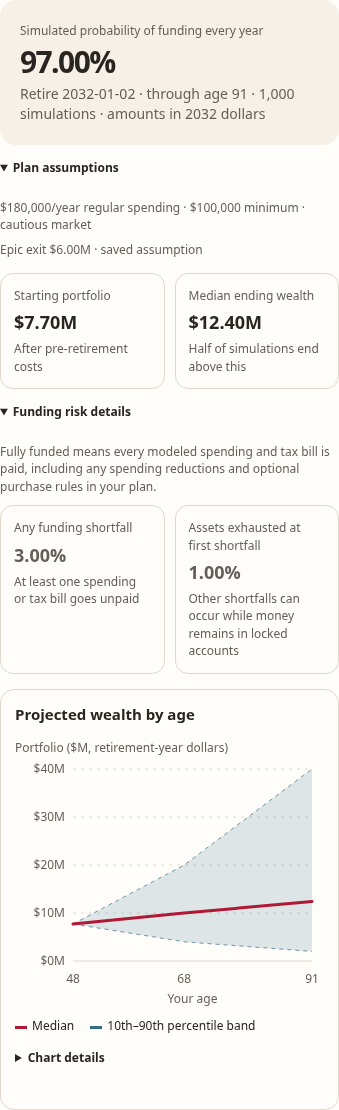 Simulated probability of funding every year
97.00%
Retire 2032-01-02 · through age 91 · 1,000
simulations · amounts in 2032 dollars
▼ Plan assumptions
$180,000/year regular spending · $100,000 minimum ·
cautious market
Epic exit $6.00M · saved assumption
Starting portfolio
$7.70M
After pre-retirement
costs
Median ending wealth
$12.40M
Half of simulations end
above this
▼ Funding risk details
Fully funded means every modeled spending and tax bill is
paid, including any spending reductions and optional
purchase rules in your plan.
Any funding shortfall
3.00%
At least one spending
or tax bill goes unpaid
Assets exhausted at
first shortfall
1.00%
Other shortfalls can
occur while money
remains in locked
accounts
Projected wealth by age
Portfolio ($M, retirement-year dollars)
$40M
$30M
$20M
$10M
$0M
48 68 91
Your age
Median 10th–90th percentile band
▶ Chart details